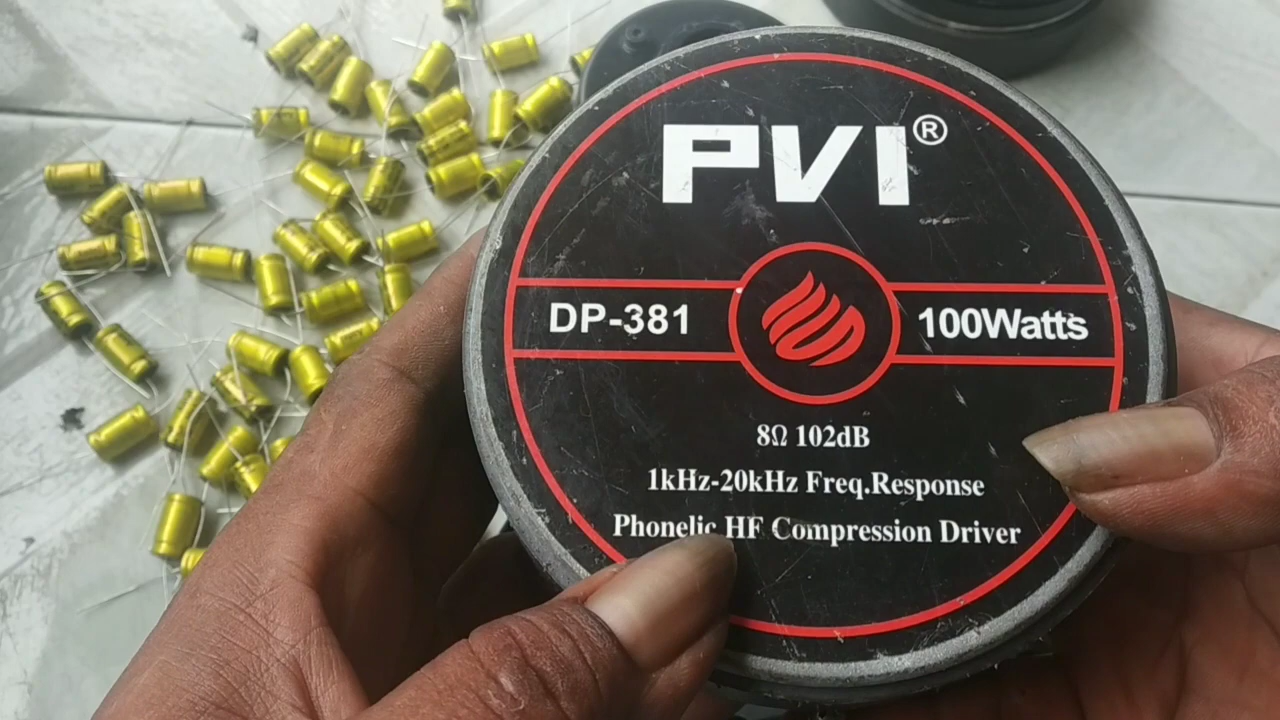 PVI®
DP-381 100Watts
8Ω 102dB
1kHz-20kHz Freq.Response
Phonelic HF Compression Driver